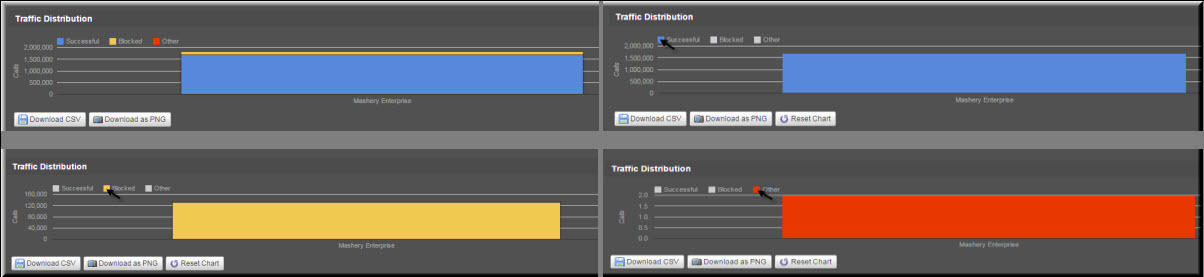 Traffic Distribution
Successful Blocked Other
2,000,000
1,500,000
1,000,000
500,000
0
Calls
Mashery Enterprise
Download CSV Download as PNG
Traffic Distribution
Successful Blocked Other
2,000,000
1,500,000
1,000,000
500,000
0
Calls
Mashery Enterprise
Download CSV Download as PNG Reset Chart
Traffic Distribution
Successful Blocked Other
160,000
120,000
80,000
40,000
0
Calls
Mashery Enterprise
Download CSV Download as PNG Reset Chart
Traffic Distribution
Successful Blocked Other
2.0
1.5
1.0
0.5
0.0
Calls
Mashery Enterprise
Download CSV Download as PNG Reset Chart